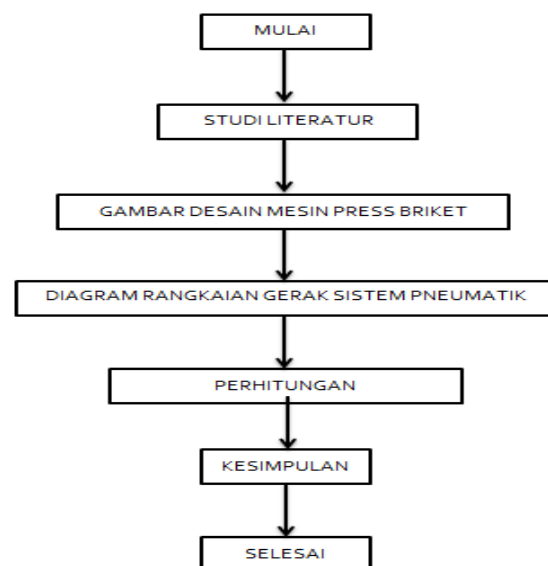 MULAI
STUDI LITERATUR
GAMBAR DESAIN MESIN PRESS BRIKET
DIAGRAM RANGKAIAN GERAK SISTEM PNEUMATIK
PERHITUNGAN
KESIMPULAN
SELESAI